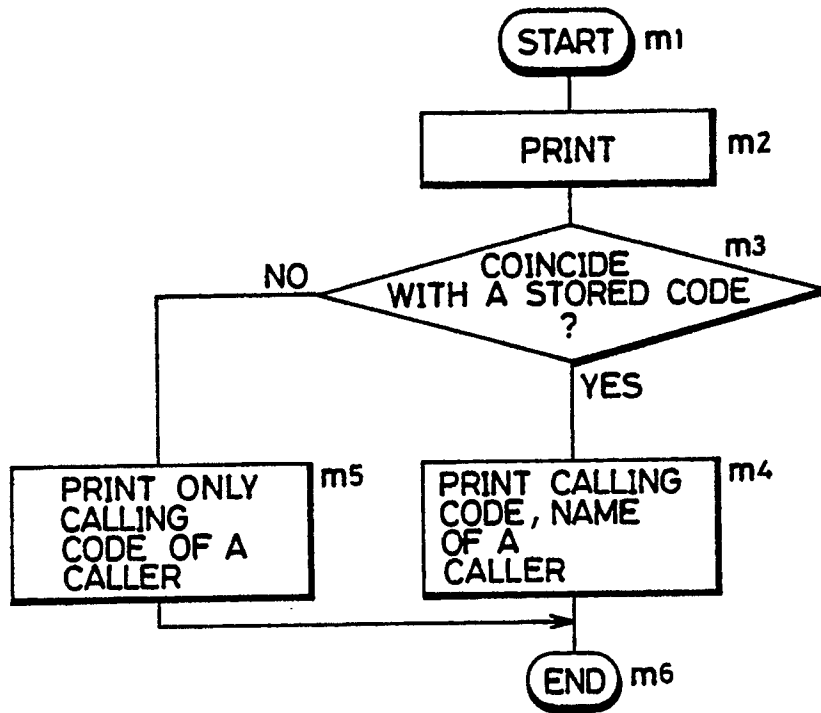 START m1
PRINT m2
m3
COINCIDE
WITH A STORED CODE
?
NO
YES
PRINT ONLY
CALLING
CODE OF A
CALLER
m5
PRINT CALLING
CODE, NAME
OF A
CALLER
m4
END m6